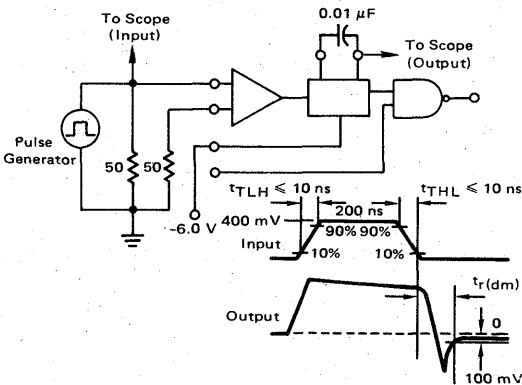 0.01 µF
To Scope
(Input)
To Scope
(Output)
Pulse
Generator
50
50
-6.0 V
tTLH ⩽ 10 ns
tTHL ⩽ 10 ns
200 ns
400 mV
90% 90%
Input
10%
10%
tr(dm)
Output
0
100 mV